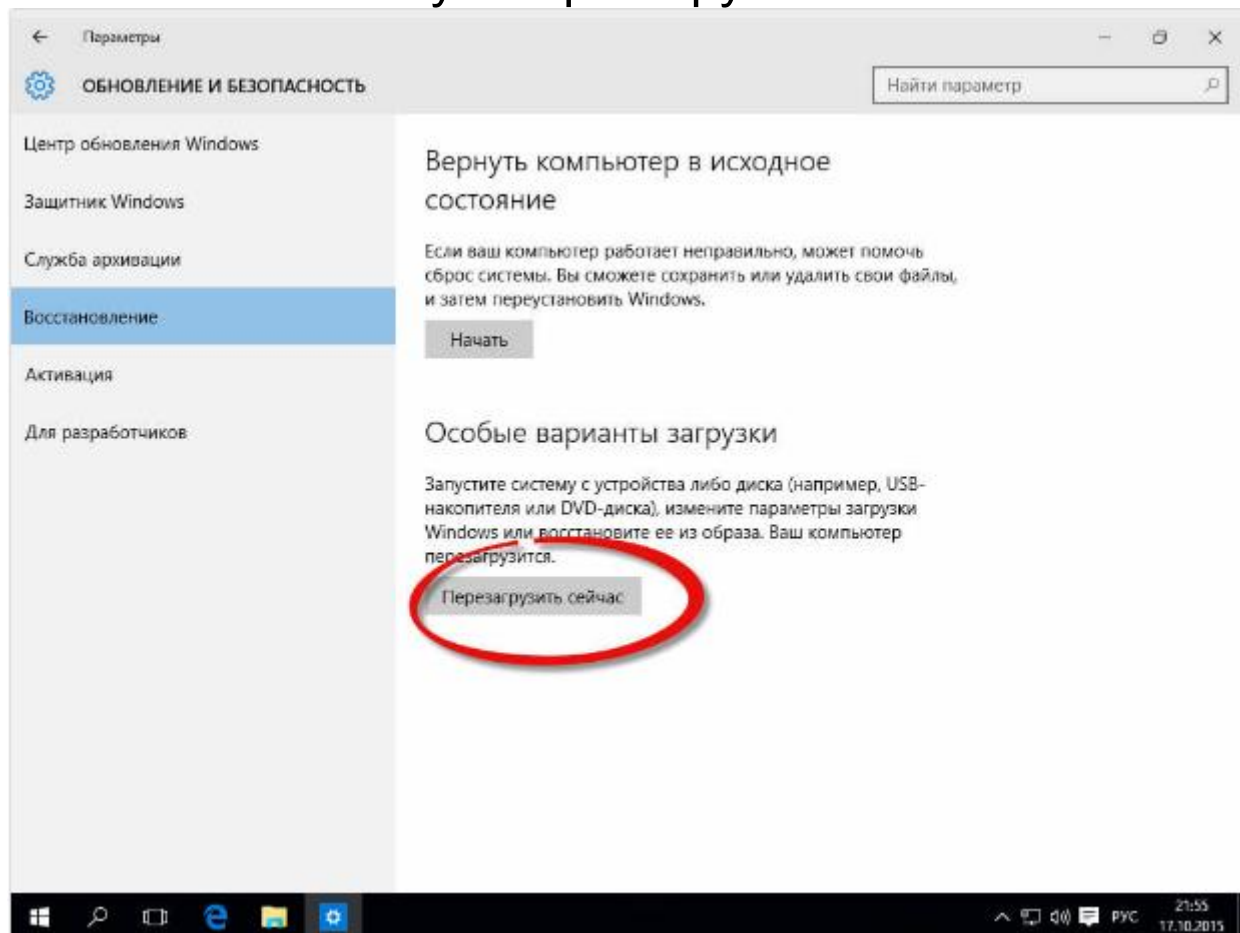 Параметры
ОБНОВЛЕНИЕ И БЕЗОПАСНОСТЬ
Найти параметр
Центр обновления Windows
Защитник Windows
Служба архивации
Восстановление
Активация
Для разработчиков
Вернуть компьютер в исходное
состояние
Если ваш компьютер работает неправильно, может помочь
сброс системы. Вы сможете сохранить или удалить свои файлы,
и затем переустановить Windows.
Начать
Особые варианты загрузки
Запустите систему с устройства либо диска (например, USB-
накопителя или DVD-диска), измените параметры загрузки
Windows или восстановите ее из образа. Ваш компьютер
перезагрузится.
Перезагрузить сейчас
РУС
21:55
17.10.2015